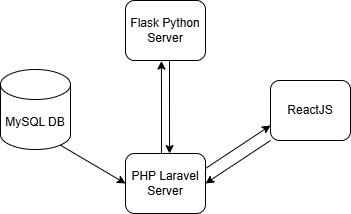 Flask Python
Server
MySQL DB
ReactJS
PHP Laravel
Server